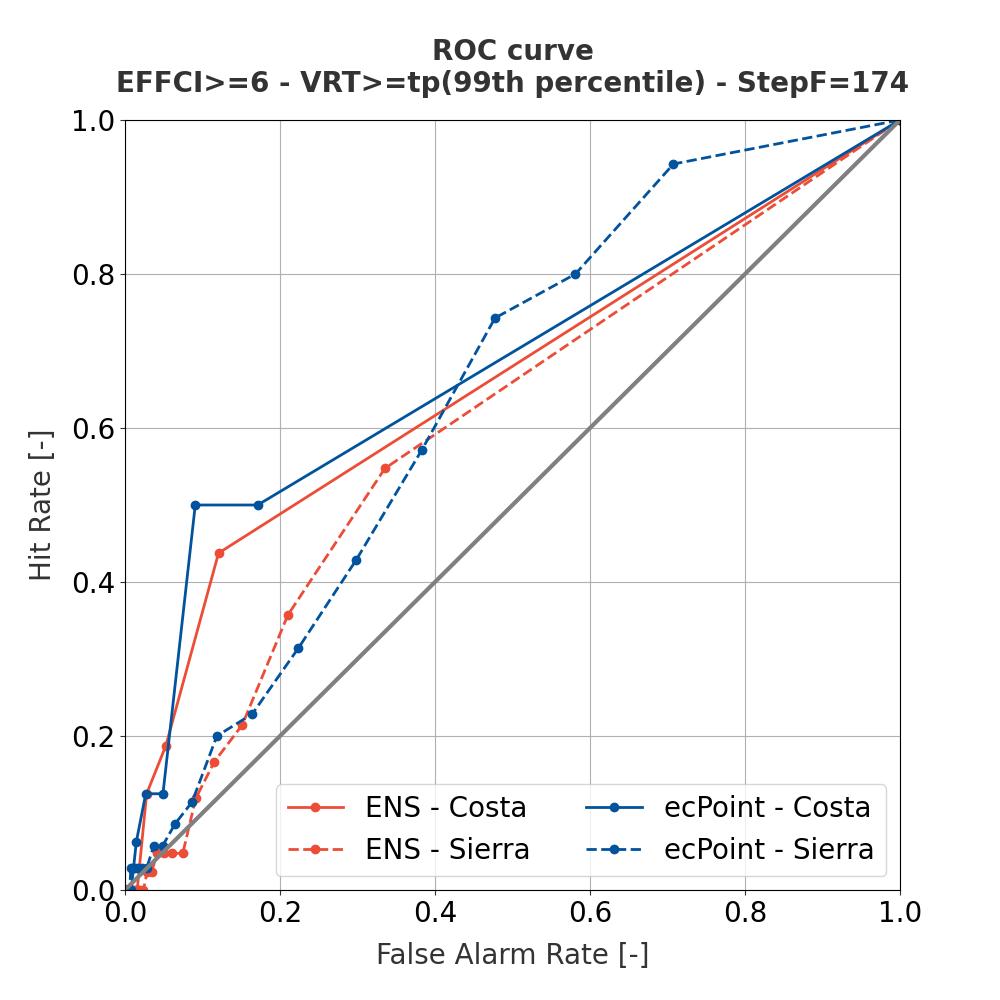 ROC curve
EFFCI>=6 - VRT>=tp(99th percentile) - StepF=174
1.0
0.8
0.6
0.4
0.2
0.0
Hit Rate [-]
ENS - Costa
ENS - Sierra
ecPoint - Costa
ecPoint - Sierra
0.0 0.2 0.4 0.6 0.8 1.0
False Alarm Rate [-]